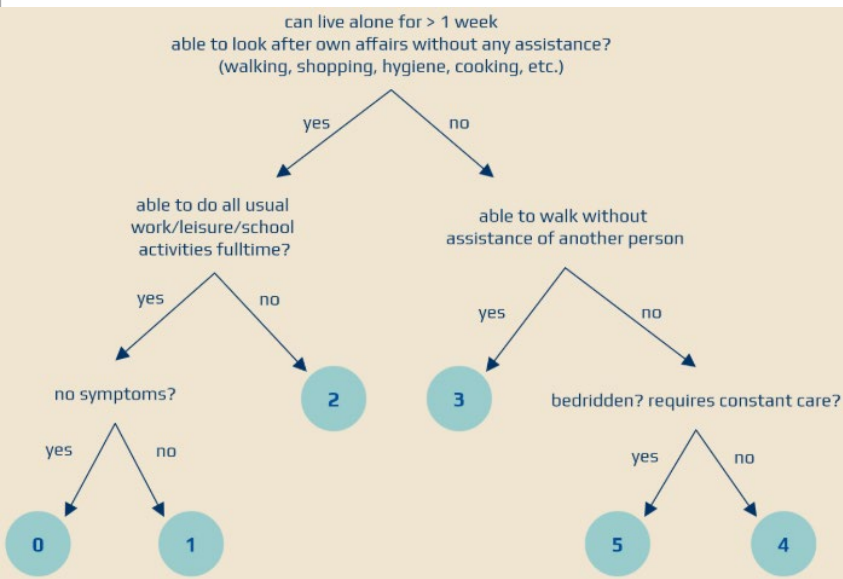 can live alone for > 1 week
able to look after own affairs without any assistance?
(walking, shopping, hygiene, cooking, etc.)
yes
no
able to do all usual
work/leisure/school
activities fulltime?
able to walk without
assistance of another person
yes
no
yes
no
no symptoms?
2
3
bedridden? requires constant care?
yes
no
yes
no
0
1
5
4